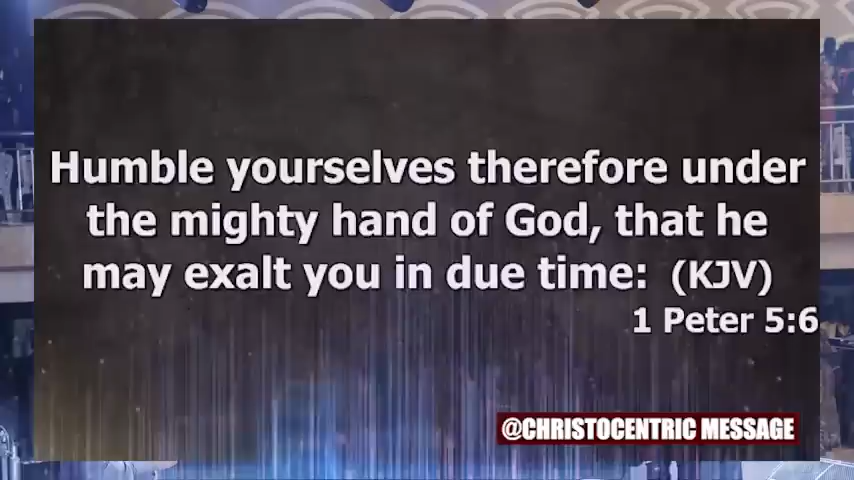 Humble yourselves therefore under
the mighty hand of God, that he
may exalt you in due time: (KJV)
1 Peter 5:6
@CHRISTOCENTRIC MESSAGE